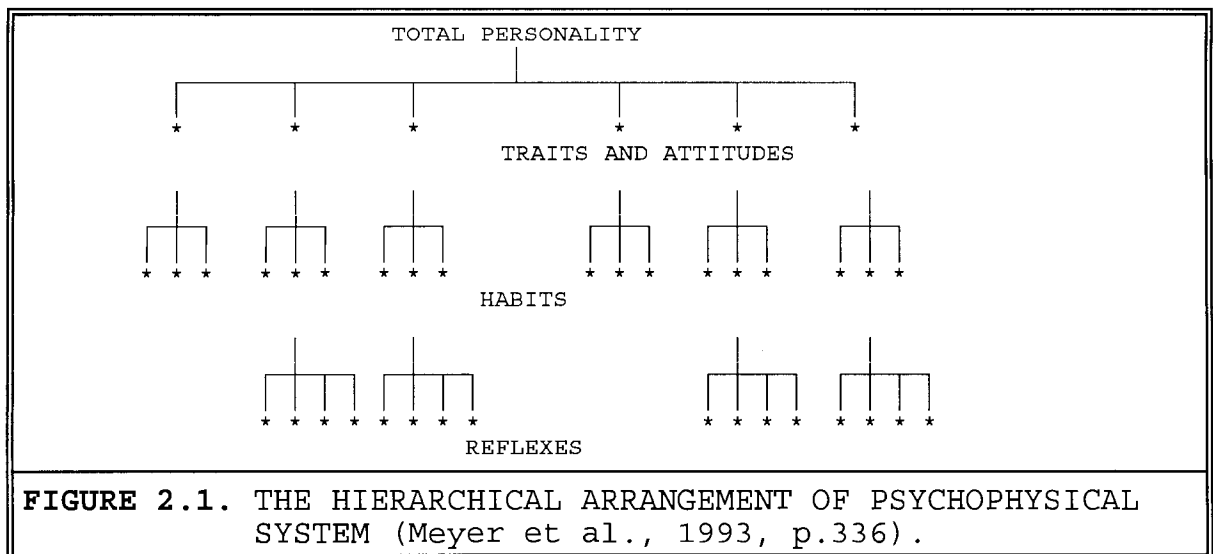 TOTAL PERSONALITY
* * * * * *
TRAITS AND ATTITUDES
* * * * * * * * * * * * * * * * * *
HABITS
* * * * * * * * * * * * * * * *
REFLEXES
FIGURE 2.1. THE HIERARCHICAL ARRANGEMENT OF PSYCHOPHYSICAL
SYSTEM (Meyer et al., 1993, p.336).